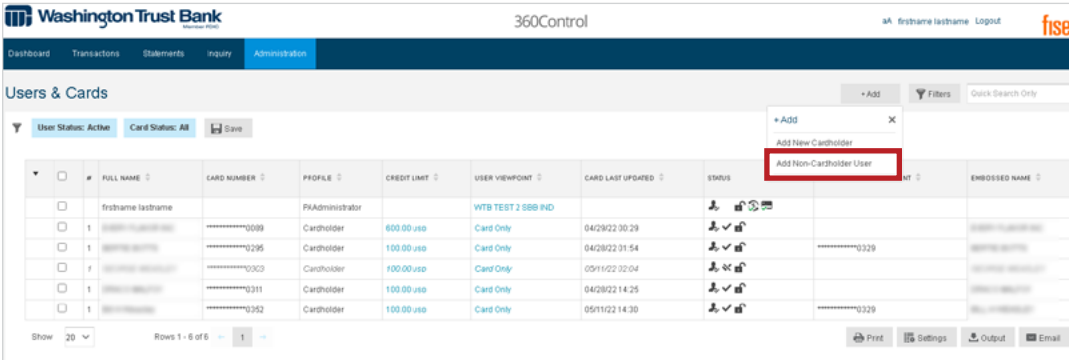 Washington Trust Bank
Member FDIC
360Control
aA firstname lastname Logout
fise
Dashboard Transactons Statements Inquiry Administration
Users & Cards
+ Add Filters Quick Search Only
User Status: Active Card Status: All Save
+ Add ×
Add New Cardholder
Add Non-Cardholder User
# FULL NAME CARD NUMBER PROFILE CREDIT LIMIT USER VIEWPOINT CARD LAST UPDATED STATUS NT EMBOSSED NAME
firstname lastname PAAdministrator WTB TEST 2 SBB IND
1 ************0089 Cardholder 600.00 USD Card Only 04/29/22 00:29
1 ************0295 Cardholder 100.00 USD Card Only 04/28/22 01:54 ************0329
1 ************0303 Cardholder 100.00 USD Card Only 05/11/22 02:04
1 ************0311 Cardholder 100.00 USD Card Only 04/28/22 14:25
1 ************0352 Cardholder 100.00 USD Card Only 05/11/22 14:30 ************0329
Show 20 Rows 1 - 6 of 6 1 Print Settings Output Email